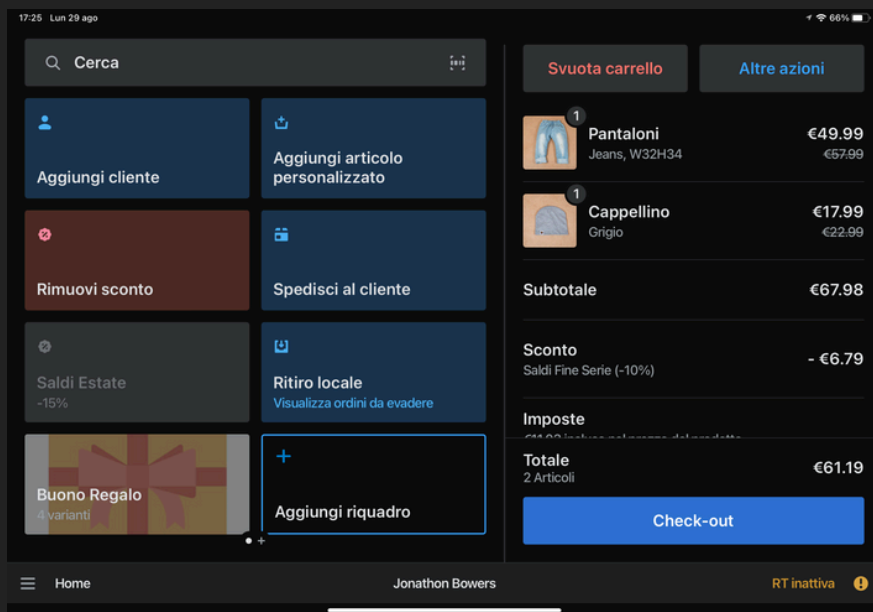 17:25 Lun 29 ago
66%
Cerca
Aggiungi cliente
Aggiungi articolo
personalizzato
Rimuovi sconto
Spedisci al cliente
Saldi Estate
-15%
Ritiro locale
Visualizza ordini da evadere
Buono Regalo
4 varianti
Aggiungi riquadro
Svuota carrello
Altre azioni
1
Pantaloni €49.99
Jeans, W32H34 €57.99
1
Cappellino €17.99
Grigio €22.99
Subtotale €67.98
Sconto
Saldi Fine Serie (-10%) - €6.79
Imposte
Totale
2 Articoli €61.19
Check-out
Home
Jonathon Bowers
RT inattiva